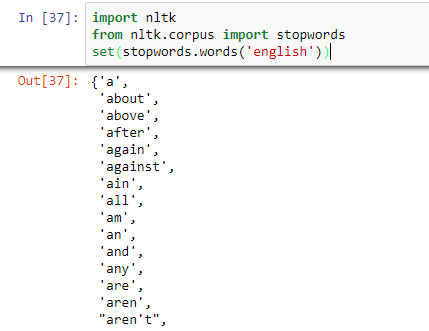 In [37]: import nltk
from nltk.corpus import stopwords
set(stopwords.words('english'))
Out[37]: {'a',
'about',
'above',
'after',
'again',
'against',
'ain',
'all',
'am',
'an',
'and',
'any',
'are',
'aren',
"aren't",